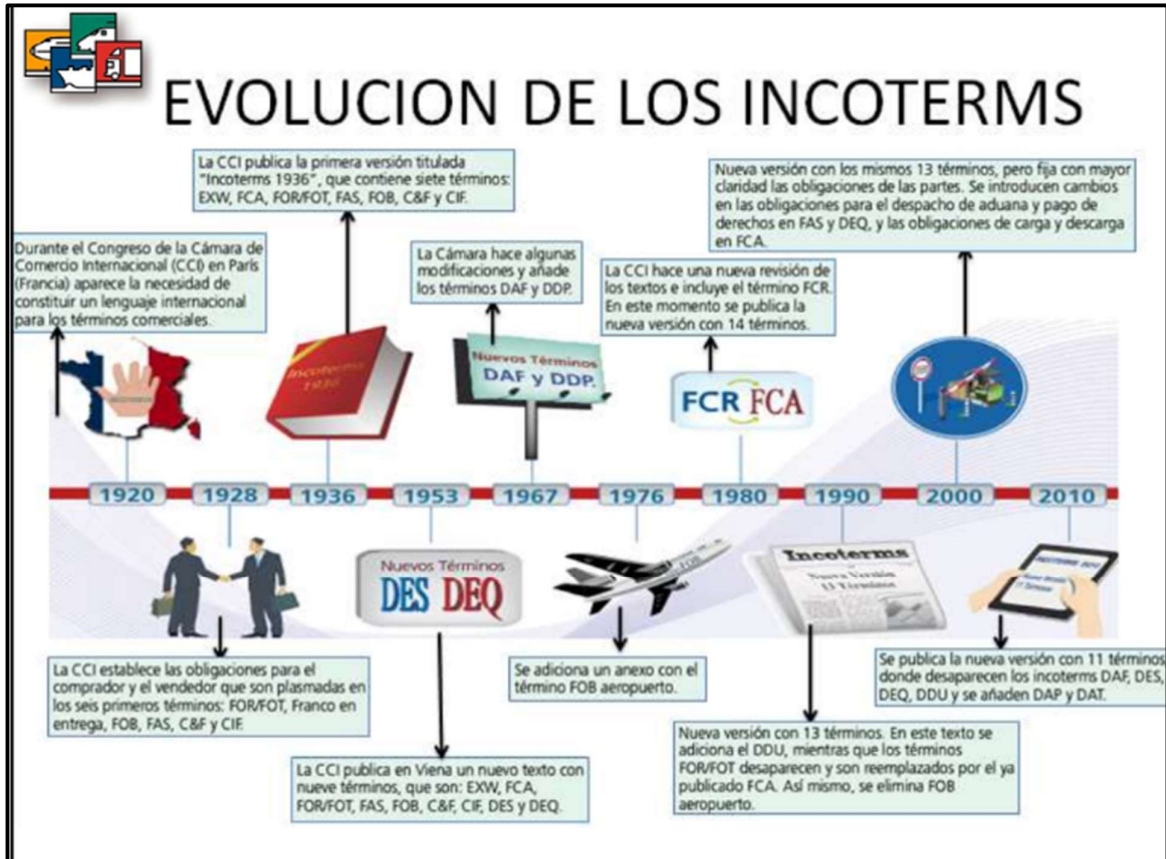 EVOLUCION DE LOS INCOTERMS
La CCI publica la primera versión titulada
"Incoterms 1936", que contiene siete términos:
EXW, FCA, FOR/FOT, FAS, FOB, C&F y CIF.
Nueva versión con los mismos 13 términos, pero fija con mayor
claridad las obligaciones de las partes. Se introducen cambios
en las obligaciones para el despacho de aduana y pago de
derechos en FAS y DEQ, y las obligaciones de carga y descarga
en FCA.
Durante el Congreso de la Cámara de
Comercio Internacional (CCI) en París
(Francia) aparece la necesidad de
constituir un lenguaje internacional
para los términos comerciales.
La Cámara hace algunas
modificaciones y añade
los términos DAF y DDP.
La CCI hace una nueva revisión de
los textos e incluye el término FCR.
En este momento se publica la
nueva versión con 14 términos.
Incoterms
1936
Nuevos Términos
DAF y DDP.
FCR FCA
1920
1928
1936
1953
1967
1976
1980
1990
2000
2010
Nuevos Términos
DES DEQ
FOB
Incoterms
Nueva Versión
13 Términos
La CCI establece las obligaciones para el
comprador y el vendedor que son plasmadas en
los seis primeros términos: FOR/FOT, Franco en
entrega, FOB, FAS, C&F y CIF.
Se adiciona un anexo con el
término FOB aeropuerto.
Se publica la nueva versión con 11 términos
donde desaparecen los incoterms DAF, DES,
DEQ, DDU y se añaden DAP y DAT.
La CCI publica en Viena un nuevo texto con
nueve términos, que son: EXW, FCA,
FOR/FOT, FAS, FOB, C&F, CIF, DES y DEQ.
Nueva versión con 13 términos. En este texto se
adiciona el DDU, mientras que los términos
FOR/FOT desaparecen y son reemplazados por el ya
publicado FCA. Así mismo, se elimina FOB
aeropuerto.